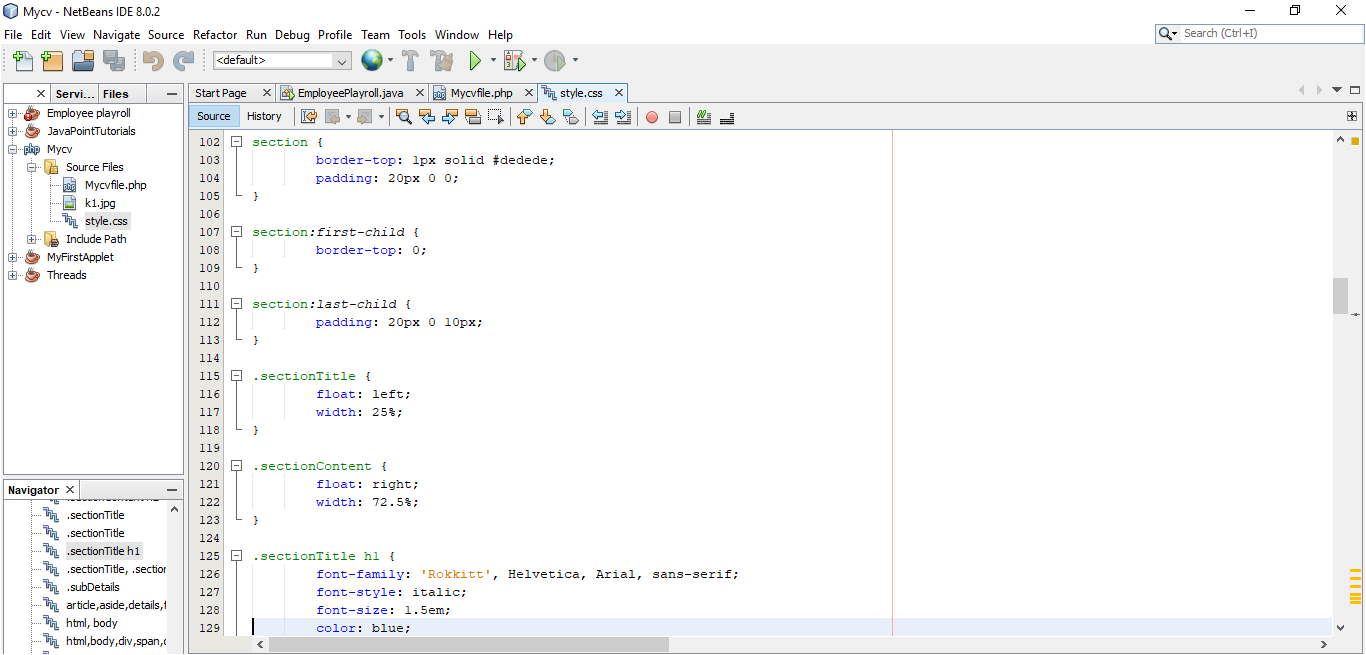 Mycv - NetBeans IDE 8.0.2
File Edit View Navigate Source Refactor Run Debug Profile Team Tools Window Help
Search (Ctrl+I)
<default>
Servi... Files
Start Page EmployeePlayroll.java Mycvfile.php style.css
Source History
Employee playroll
JavaPointTutorials
Mycv
Source Files
Mycvfile.php
k1.jpg
style.css
Include Path
MyFirstApplet
Threads
102 section {
103 border-top: 1px solid #dedede;
104 padding: 20px 0 0;
105 }
106
107 section:first-child {
108 border-top: 0;
109 }
110
111 section:last-child {
112 padding: 20px 0 10px;
113 }
114
115 .sectionTitle {
116 float: left;
117 width: 25%;
118 }
119
120 .sectionContent {
121 float: right;
122 width: 72.5%;
123 }
124
125 .sectionTitle h1 {
126 font-family: 'Rokkitt', Helvetica, Arial, sans-serif;
127 font-style: italic;
128 font-size: 1.5em;
129 color: blue;
Navigator
.sectionTitle
.sectionTitle
.sectionTitle h1
.sectionTitle, .section
.subDetails
article,aside,details,f
html, body
html,body,div,span,